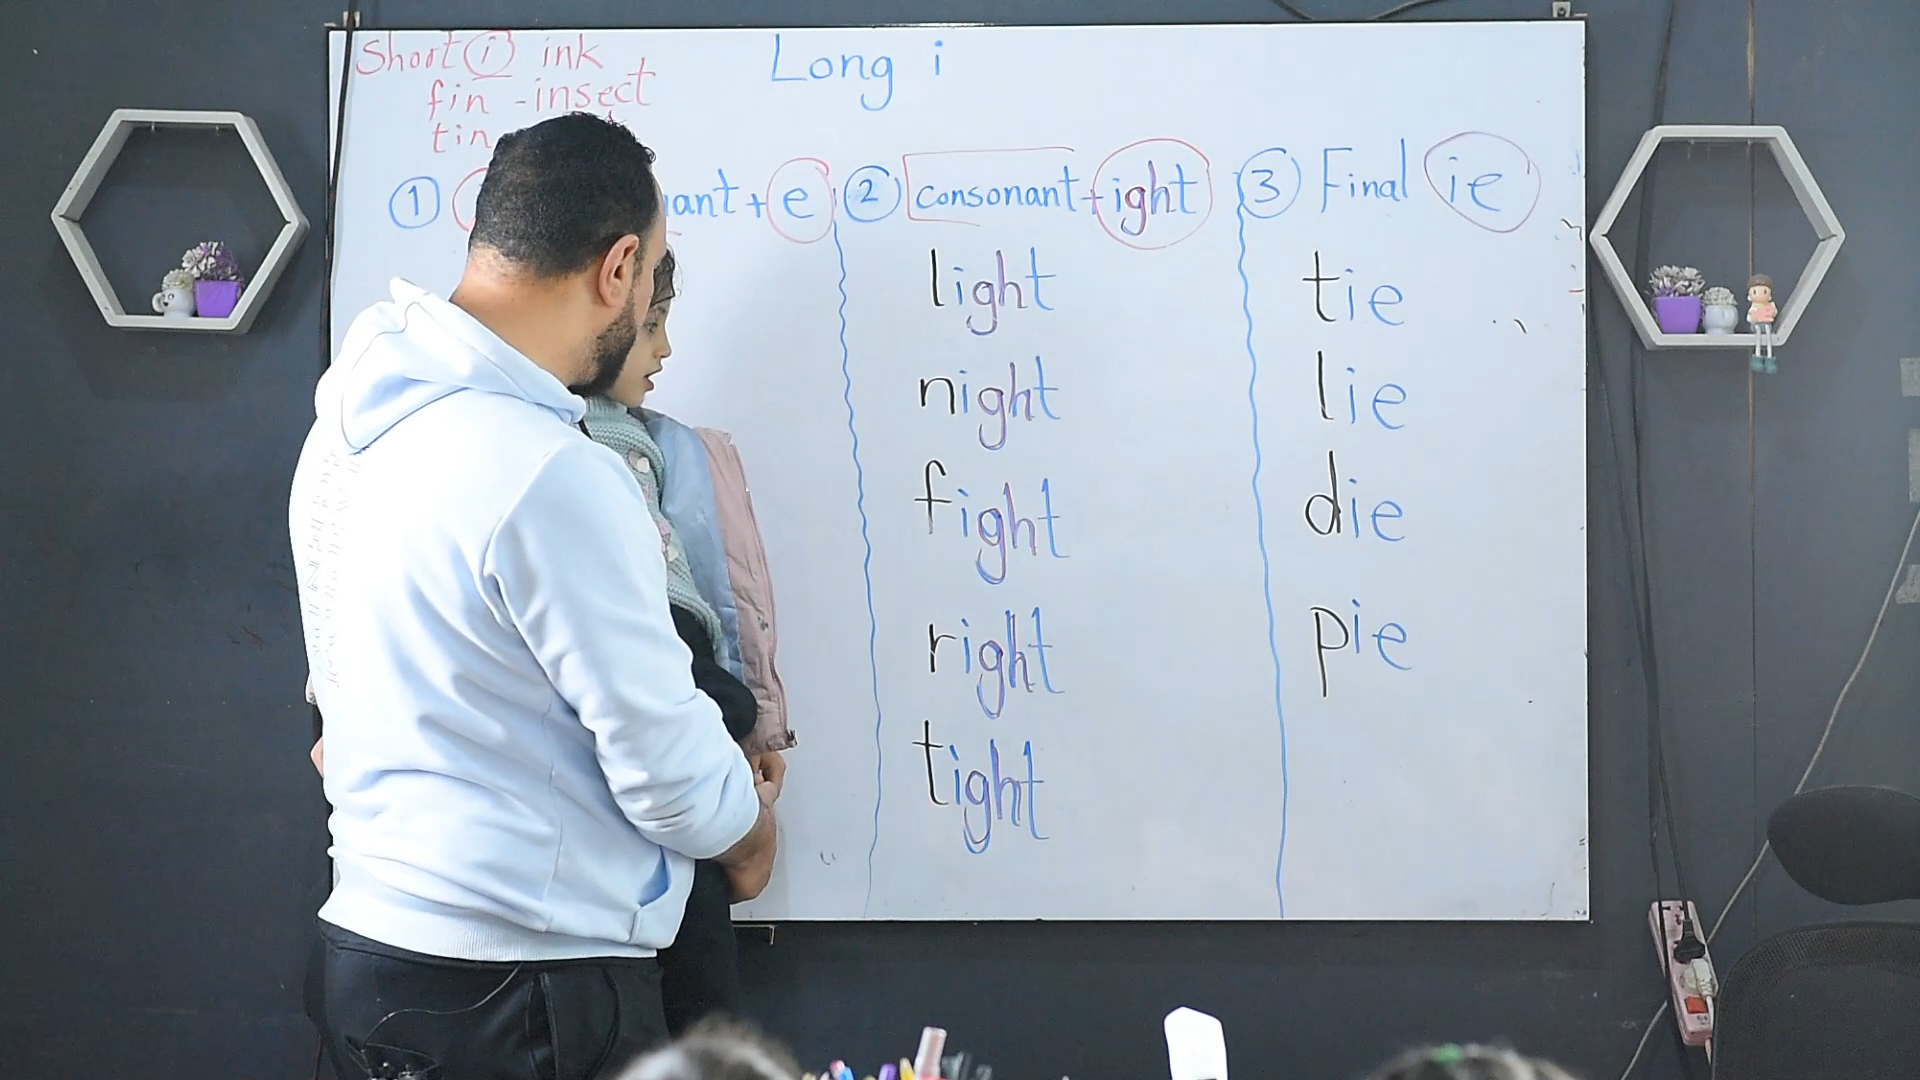 Short i ink
fin - insect
tin
Long i
1 + e
2 consonant + ight
light
night
fight
right
tight
3 Final ie
tie
lie
die
pie